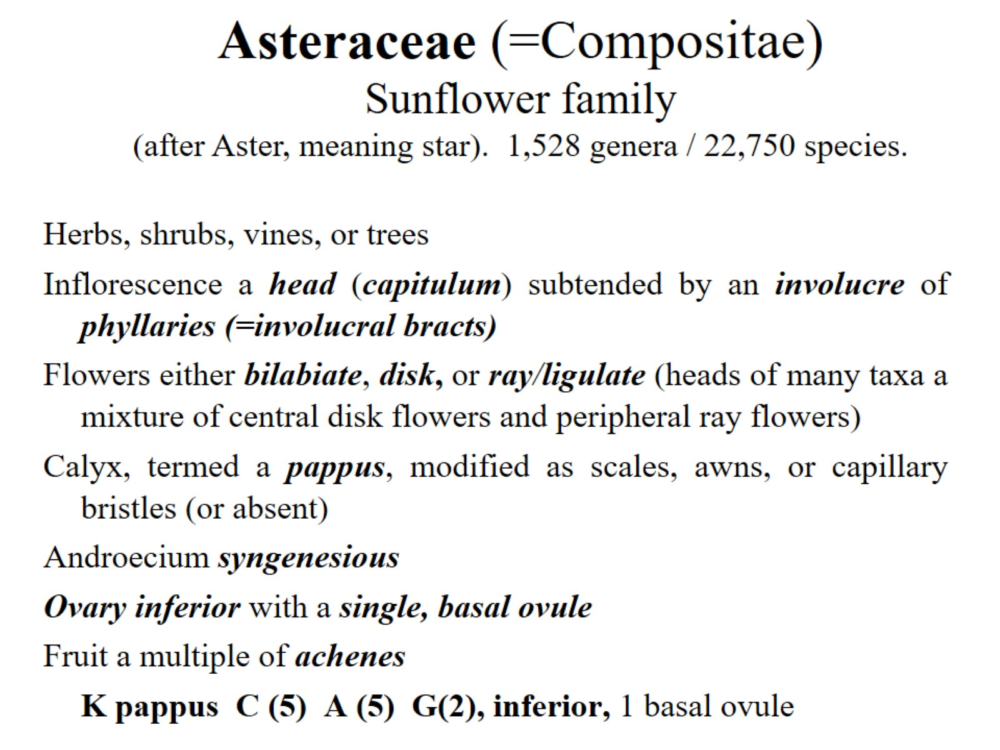 Asteraceae (=Compositae)
Sunflower family
(after Aster, meaning star).  1,528 genera / 22,750 species.
Herbs, shrubs, vines, or trees
Inflorescence a head (capitulum) subtended by an involucre of
phyllaries (=involucral bracts)
Flowers either bilabiate, disk, or ray/ligulate (heads of many taxa a
mixture of central disk flowers and peripheral ray flowers)
Calyx, termed a pappus, modified as scales, awns, or capillary
bristles (or absent)
Androecium syngenesious
Ovary inferior with a single, basal ovule
Fruit a multiple of achenes
K pappus  C (5)  A (5)  G(2), inferior, 1 basal ovule